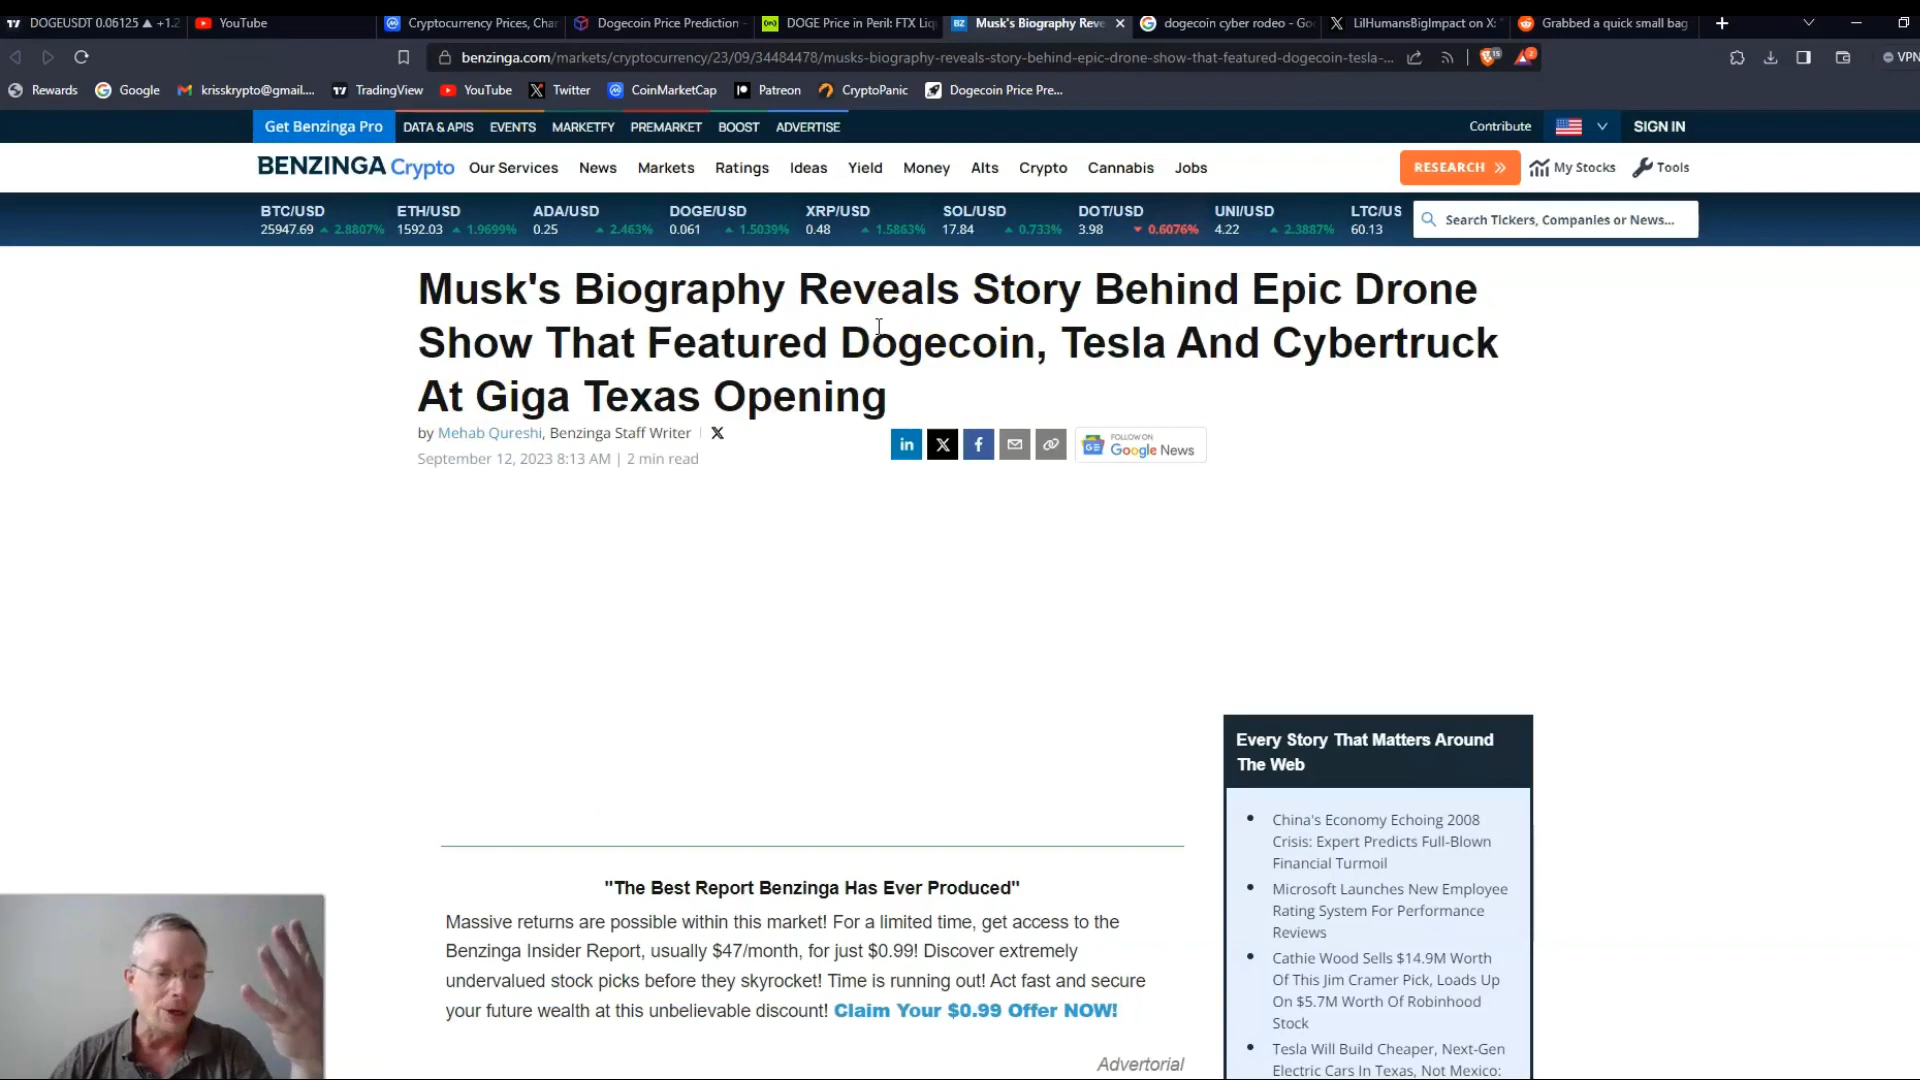 DOGEUSDT 0.06125 ▲ +1.2
YouTube
Cryptocurrency Prices, Char
Dogecoin Price Prediction -
DOGE Price in Peril: FTX Liq
Musk's Biography Reve
dogecoin cyber rodeo - Goo
LilHumansBigImpact on X:
Grabbed a quick small bag
benzinga.com/markets/cryptocurrency/23/09/34484478/musks-biography-reveals-story-behind-epic-drone-show-that-featured-dogecoin-tesla-...
VPN
Rewards
Google
krisskrypto@gmail....
TradingView
YouTube
Twitter
CoinMarketCap
Patreon
CryptoPanic
Dogecoin Price Pre...
Get Benzinga Pro
DATA & APIS
EVENTS
MARKETFY
PREMARKET
BOOST
ADVERTISE
Contribute
SIGN IN
BENZINGA Crypto
Our Services
News
Markets
Ratings
Ideas
Yield
Money
Alts
Crypto
Cannabis
Jobs
RESEARCH
My Stocks
Tools
BTC/USD
25947.69 ▲ 2.8807%
ETH/USD
1592.03 ▲ 1.9699%
ADA/USD
0.25 ▲ 2.463%
DOGE/USD
0.061 ▲ 1.5039%
XRP/USD
0.48 ▲ 1.5863%
SOL/USD
17.84 ▲ 0.733%
DOT/USD
3.98 ▼ 0.6076%
UNI/USD
4.22 ▲ 2.3887%
LTC/US
60.13
Search Tickers, Companies or News...
Musk's Biography Reveals Story Behind Epic Drone
Show That Featured Dogecoin, Tesla And Cybertruck
At Giga Texas Opening
by Mehab Qureshi, Benzinga Staff Writer
September 12, 2023 8:13 AM | 2 min read
FOLLOW ON
Google News
"The Best Report Benzinga Has Ever Produced"
Massive returns are possible within this market! For a limited time, get access to the
Benzinga Insider Report, usually $47/month, for just $0.99! Discover extremely
undervalued stock picks before they skyrocket! Time is running out! Act fast and secure
your future wealth at this unbelievable discount! Claim Your $0.99 Offer NOW!
Advertorial
Every Story That Matters Around
The Web
China's Economy Echoing 2008
Crisis: Expert Predicts Full-Blown
Financial Turmoil
Microsoft Launches New Employee
Rating System For Performance
Reviews
Cathie Wood Sells $14.9M Worth
Of This Jim Cramer Pick, Loads Up
On $5.7M Worth Of Robinhood
Stock
Tesla Will Build Cheaper, Next-Gen
Electric Cars In Texas, Not Mexico: